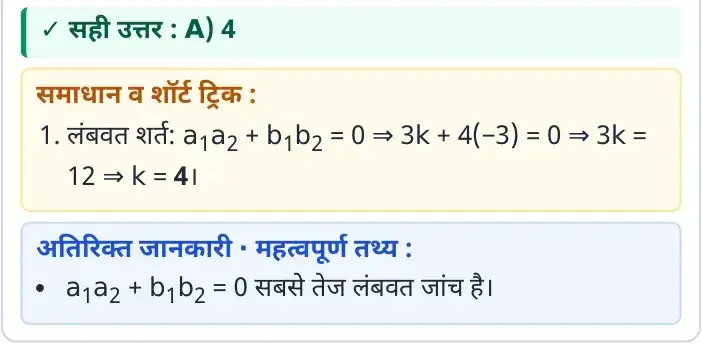 ✓ सही उत्तर : A) 4
समाधान व शॉर्ट ट्रिक :
1. लंबवत शर्त: a₁a₂ + b₁b₂ = 0 ⇒ 3k + 4(−3) = 0 ⇒ 3k =
12 ⇒ k = 4।
अतिरिक्त जानकारी · महत्वपूर्ण तथ्य :
• a₁a₂ + b₁b₂ = 0 सबसे तेज लंबवत जांच है।